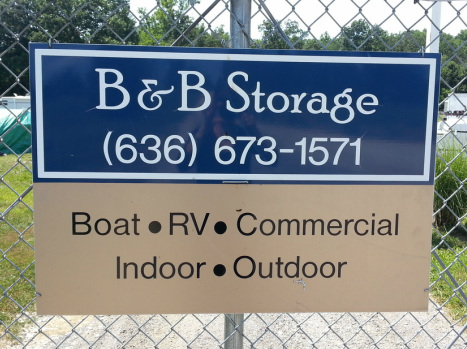 B & B Storage
(636) 673-1571
Boat • RV • Commercial
Indoor • Outdoor